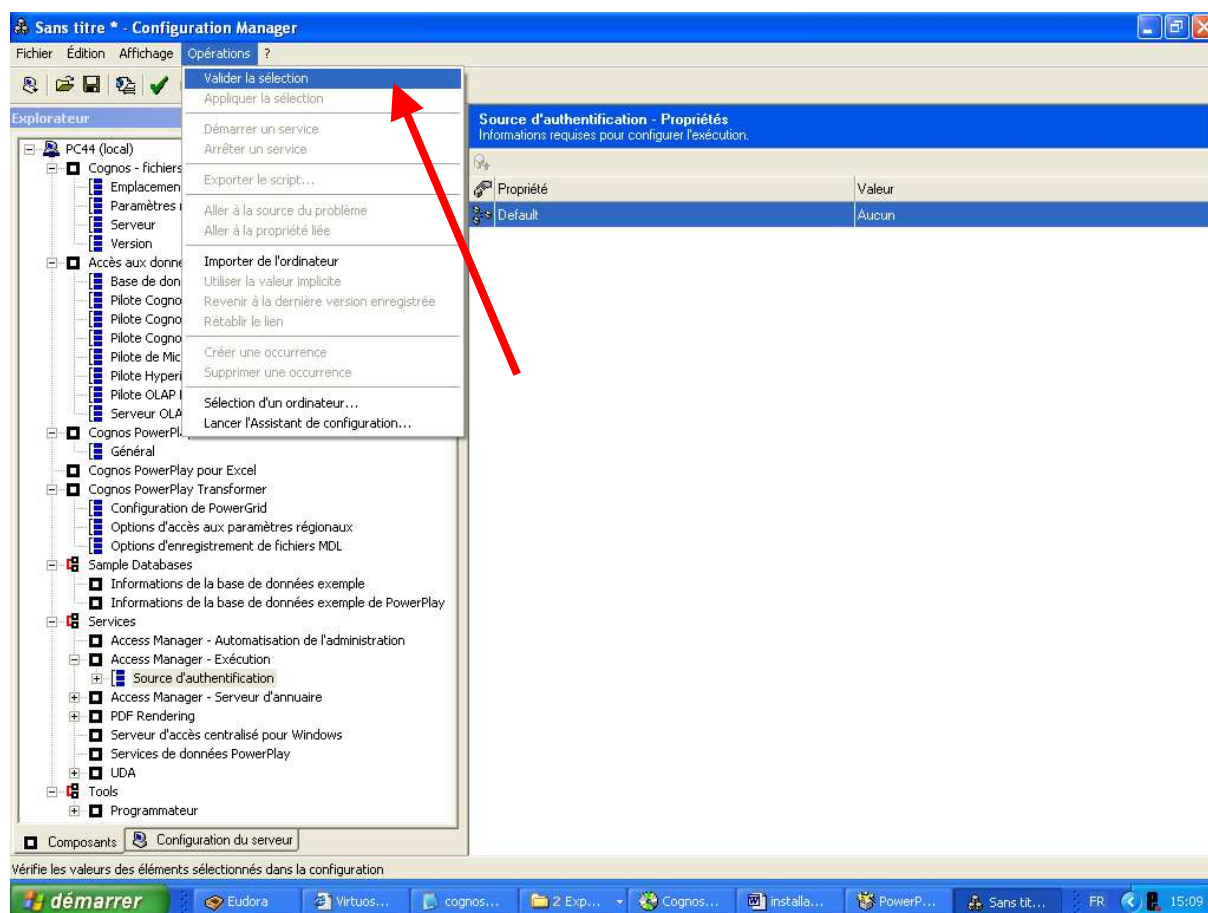 Sans titre * - Configuration Manager
Fichier Édition Affichage Opérations ?
Valider la sélection
Appliquer la sélection
Démarrer un service
Arrêter un service
Exporter le script...
Aller à la source du problème
Aller à la propriété liée
Importer de l'ordinateur
Utiliser la valeur implicite
Revenir à la dernière version enregistrée
Rétablir le lien
Créer une occurrence
Supprimer une occurrence
Sélection d'un ordinateur...
Lancer l'Assistant de configuration...
Explorateur
PC44 (local)
Cognos - fichiers
Emplacemen
Paramètres
Serveur
Version
Accès aux donné
Base de don
Pilote Cogno
Pilote Cogno
Pilote Cogno
Pilote de Mic
Pilote Hyperi
Pilote OLAP
Serveur OLA
Cognos PowerPl
Général
Cognos PowerPlay pour Excel
Cognos PowerPlay Transformer
Configuration de PowerGrid
Options d'accès aux paramètres régionaux
Options d'enregistrement de fichiers MDL
Sample Databases
Informations de la base de données exemple
Informations de la base de données exemple de PowerPlay
Services
Access Manager - Automatisation de l'administration
Access Manager - Exécution
Source d'authentification
Access Manager - Serveur d'annuaire
PDF Rendering
Serveur d'accès centralisé pour Windows
Services de données PowerPlay
UDA
Tools
Programmateur
Composants Configuration du serveur
Source d'authentification - Propriétés
Informations requises pour configurer l'exécution.
Propriété Valeur
Default Aucun
Vérifie les valeurs des éléments sélectionnés dans la configuration
démarrer Eudora Virtuos... cognos... 2 Exp... Cognos... installa... PowerP... Sans tit... FR 15:09